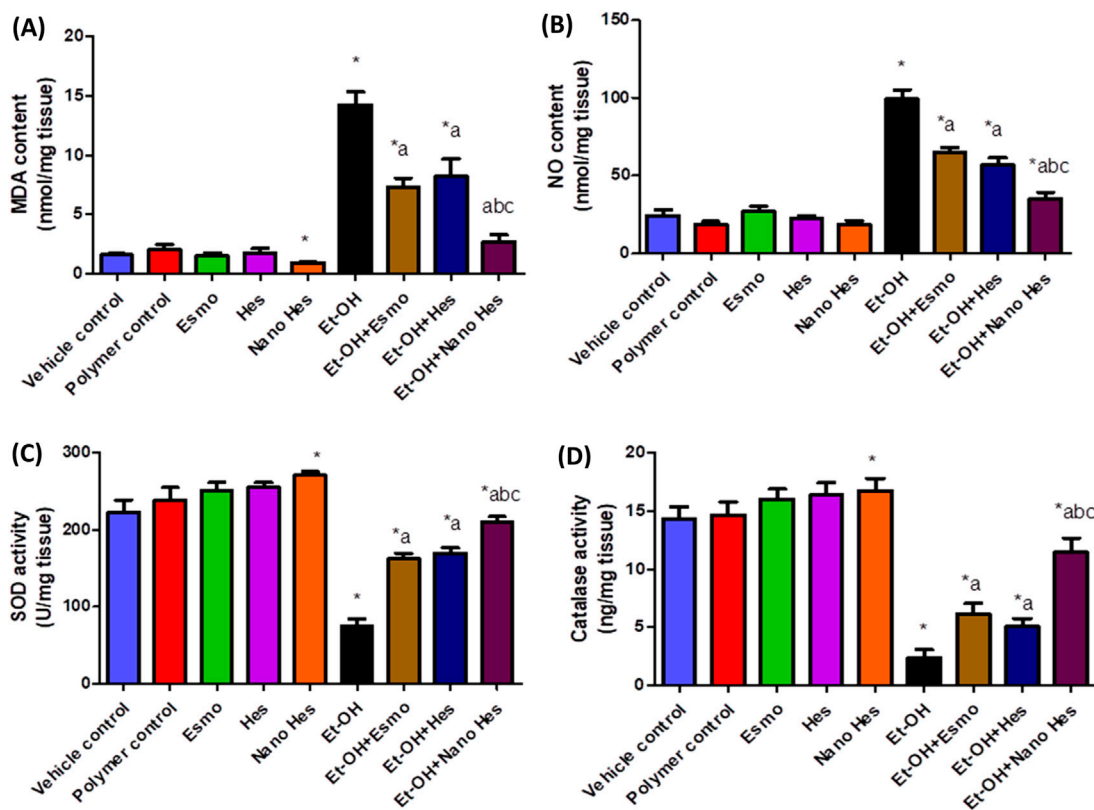 (A)
MDA content
(nmol/mg tissue)
20
15
10
5
0
*
*
*a
*a
abc
Vehicle control
Polymer control
Esmo
Hes
Nano Hes
Et-OH
Et-OH+Esmo
Et-OH+Hes
Et-OH+Nano Hes
(B)
NO content
(nmol/mg tissue)
150
100
50
0
*
*a
*a
*abc
Vehicle control
Polymer control
Esmo
Hes
Nano Hes
Et-OH
Et-OH+Esmo
Et-OH+Hes
Et-OH+Nano Hes
(C)
SOD activity
(U/mg tissue)
300
200
100
0
*
*
*a
*a
*abc
Vehicle control
Polymer control
Esmo
Hes
Nano Hes
Et-OH
Et-OH+Esmo
Et-OH+Hes
Et-OH+Nano Hes
(D)
Catalase activity
(ng/mg tissue)
20
15
10
5
0
*
*
*a
*a
*abc
Vehicle control
Polymer control
Esmo
Hes
Nano Hes
Et-OH
Et-OH+Esmo
Et-OH+Hes
Et-OH+Nano Hes